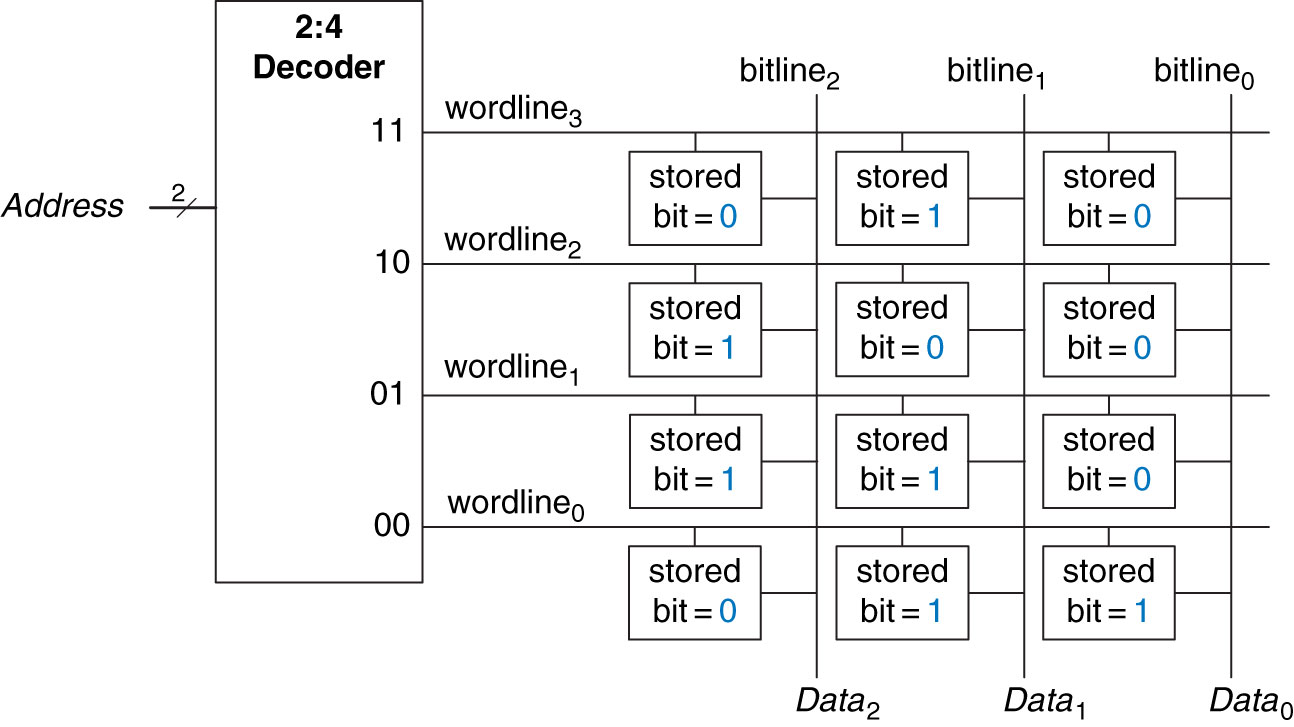 2:4
Decoder
bitline₂ bitline₁ bitline₀
wordline₃
11
stored stored stored
bit = 0 bit = 1 bit = 0
Address 2
wordline₂
10
stored stored stored
bit = 1 bit = 0 bit = 0
wordline₁
01
stored stored stored
bit = 1 bit = 1 bit = 0
wordline₀
00
stored stored stored
bit = 0 bit = 1 bit = 1
Data₂ Data₁ Data₀